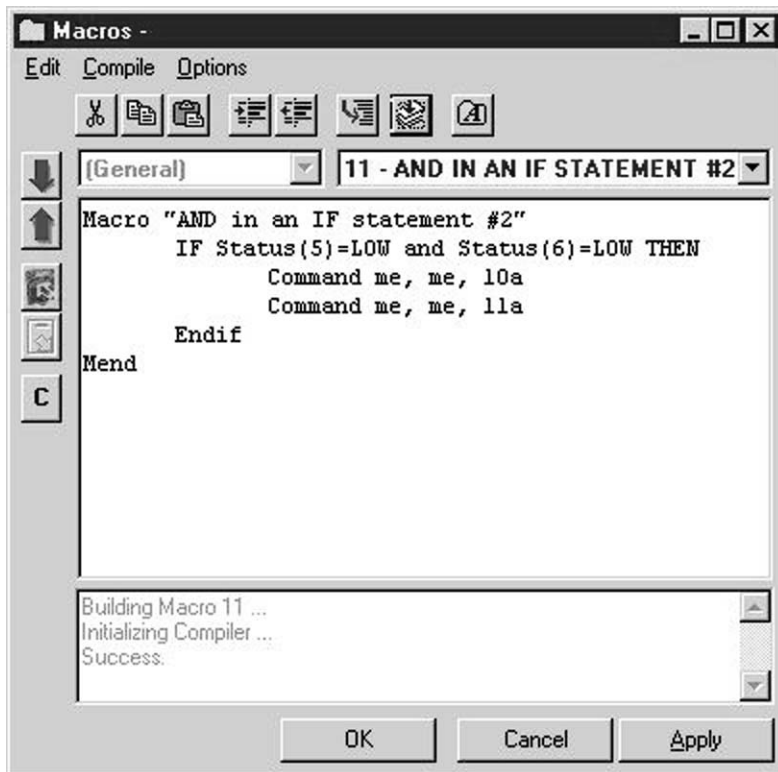 Macros -
Edit Compile Options
(General) 11 - AND IN AN IF STATEMENT #2
Macro "AND in an IF statement #2"
IF Status(5)=LOW and Status(6)=LOW THEN
Command me, me, 10a
Command me, me, 11a
Endif
Mend
C
Building Macro 11 ...
Initializing Compiler ...
Success.
OK Cancel Apply